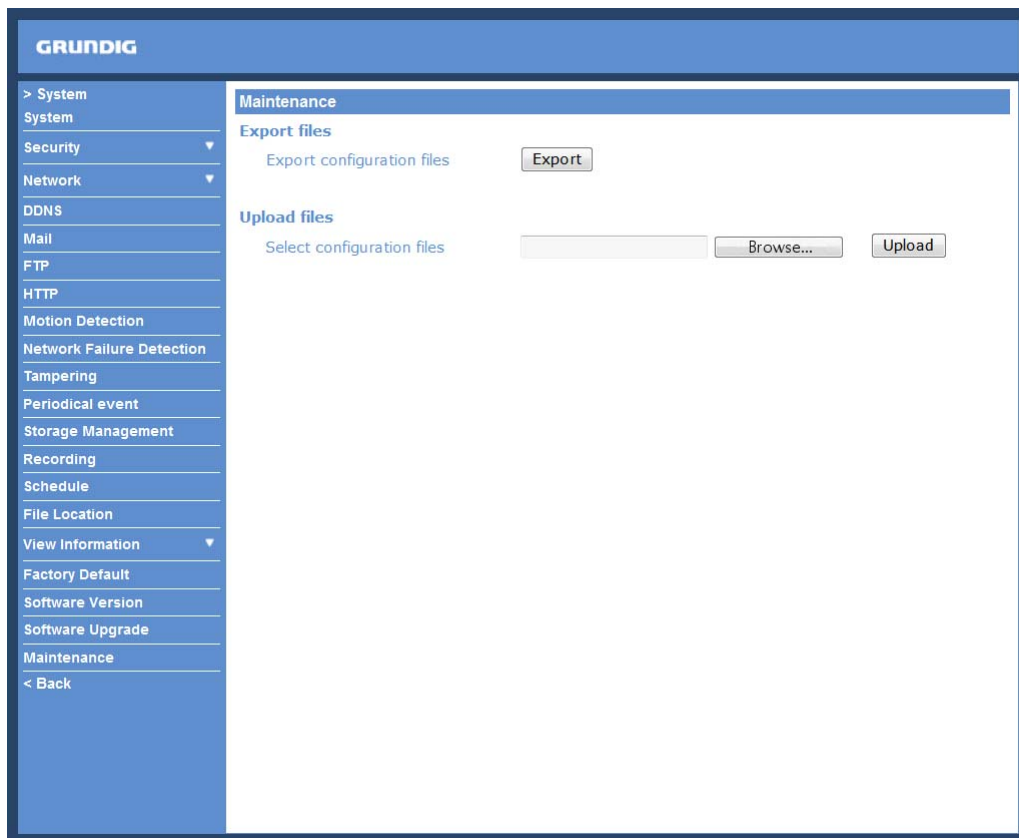 GRUNDIG
> System
System
Security
Network
DDNS
Mail
FTP
HTTP
Motion Detection
Network Failure Detection
Tampering
Periodical event
Storage Management
Recording
Schedule
File Location
View Information
Factory Default
Software Version
Software Upgrade
Maintenance
< Back
Maintenance
Export files
Export configuration files Export
Upload files
Select configuration files Browse... Upload